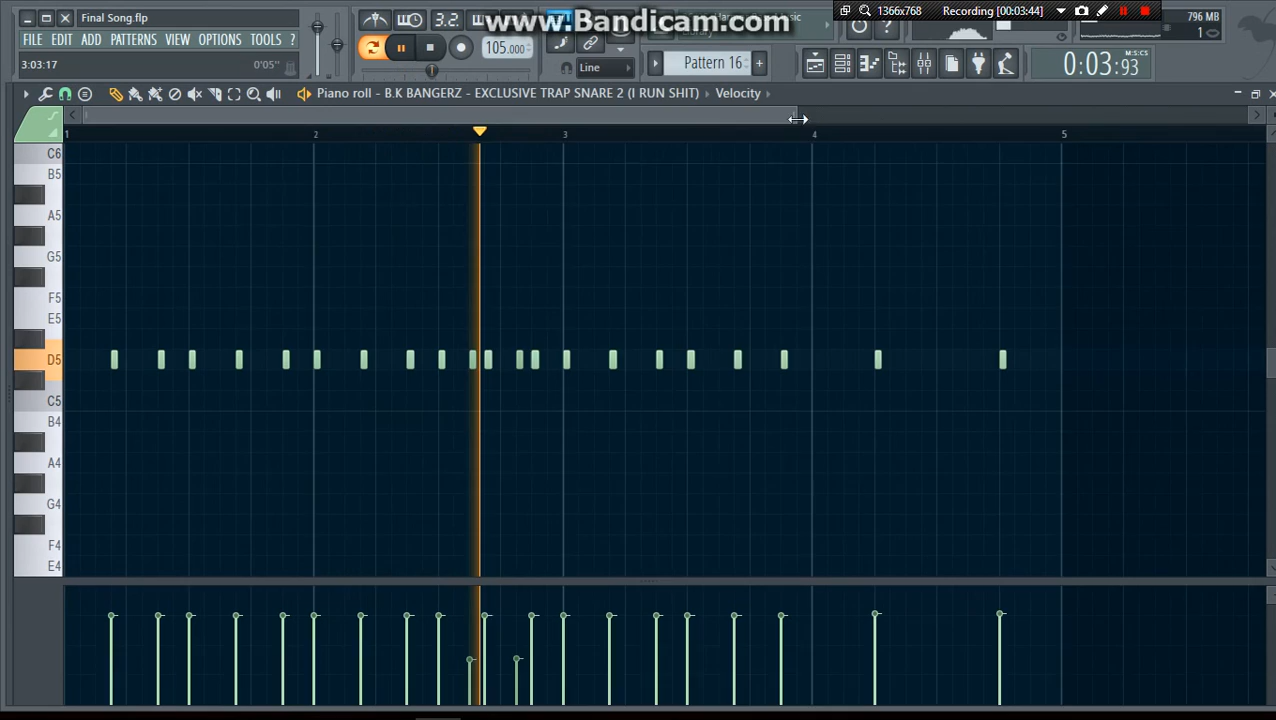 Final Song.flp
FILE EDIT ADD PATTERNS VIEW OPTIONS TOOLS ?
3:03:17 0'05"
3.2.
www.Bandicam.com
105.000
Line
Pattern 16
1366x768 Recording [00:03:44]
796 MB
1
0:03:93
M:S:CS
Piano roll - B.K BANGERZ - EXCLUSIVE TRAP SNARE 2 (I RUN SHIT) Velocity
1 2 3 4 5
C6
B5
A5
G5
F5
E5
D5
C5
B4
A4
G4
F4
E4